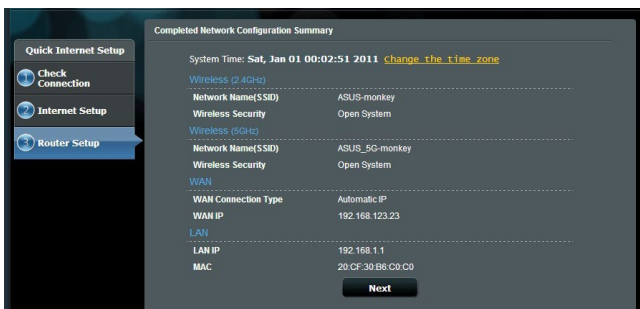 Completed Network Configuration Summary
Quick Internet Setup
1 Check Connection
2 Internet Setup
3 Router Setup
System Time: Sat, Jan 01 00:02:51 2011 Change the time zone
Wireless (2.4GHz)
Network Name(SSID) ASUS-monkey
Wireless Security Open System
Wireless (5GHz)
Network Name(SSID) ASUS_5G-monkey
Wireless Security Open System
WAN
WAN Connection Type Automatic IP
WAN IP 192.168.123.23
LAN
LAN IP 192.168.1.1
MAC 20:CF:30:B6:C0:C0
Next